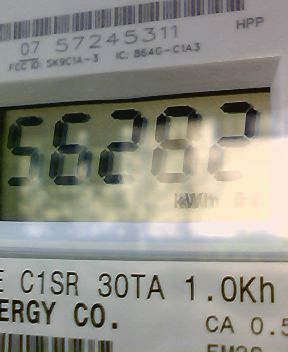 HPP
07 57245311
FCC ID: SK9C1A-3 IC: 864G-C1A3
56282
kWh
E C1SR 30TA 1.0Kh
ERGY CO.
CA 0.5